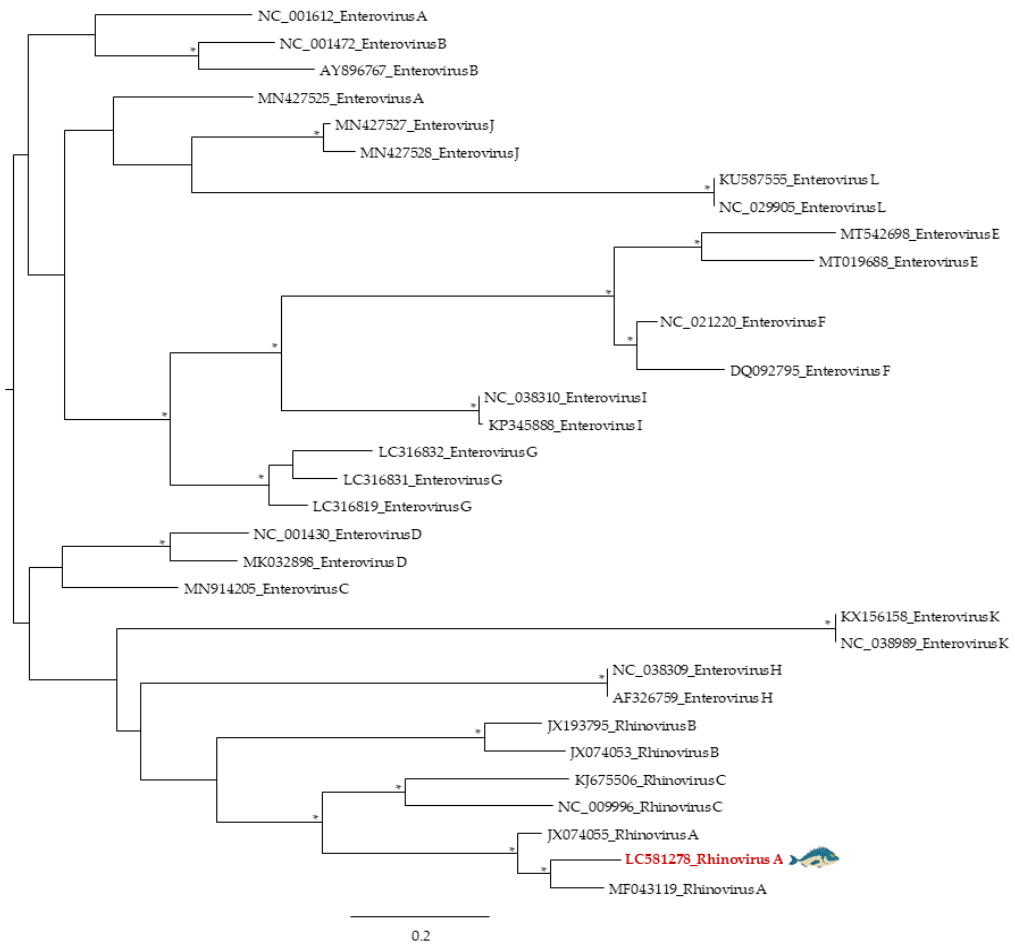 NC_001612_Enterovirus A
*
NC_001472_Enterovirus B
AY896767_Enterovirus B
MN427525_Enterovirus A
*
MN427527_Enterovirus J
MN427528_Enterovirus J
*
KU587555_Enterovirus L
NC_029905_Enterovirus L
*
MT542698_Enterovirus E
MT019688_Enterovirus E
*
*
NC_021220_Enterovirus F
DQ092795_Enterovirus F
*
*
NC_038310_Enterovirus I
KP345888_Enterovirus I
*
*
LC316832_Enterovirus G
LC316831_Enterovirus G
LC316819_Enterovirus G
*
NC_001430_Enterovirus D
MK032898_Enterovirus D
MN914205_Enterovirus C
*
KX156158_Enterovirus K
NC_038989_Enterovirus K
*
NC_038309_Enterovirus H
AF326759_Enterovirus H
*
JX193795_Rhinovirus B
JX074053_Rhinovirus B
*
KJ675506_Rhinovirus C
NC_009996_Rhinovirus C
*
*
JX074055_Rhinovirus A
*
LC581278_Rhinovirus A
MF043119_Rhinovirus A
0.2